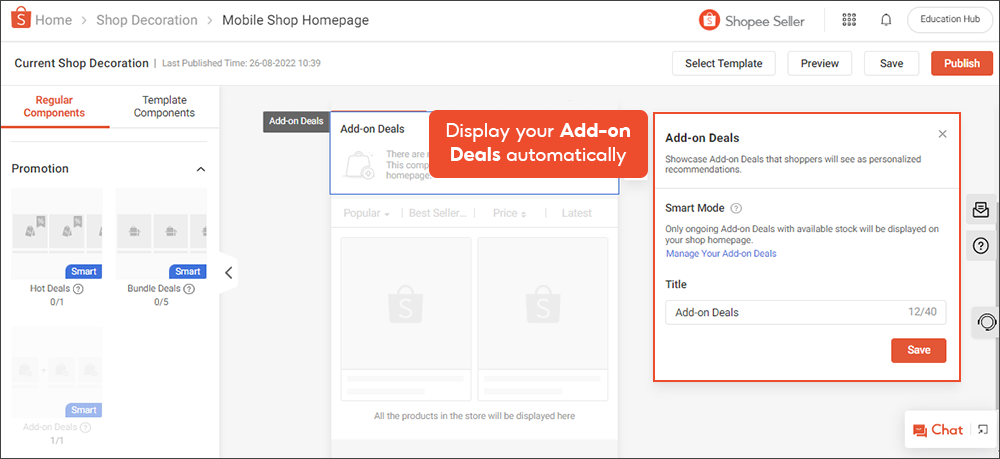 Home > Shop Decoration > Mobile Shop Homepage
Shopee Seller
Education Hub
Current Shop Decoration | Last Published Time: 26-08-2022 10:39
Select Template
Preview
Save
Publish
Regular
Components
Template
Components
Promotion
Smart
Hot Deals ?
0/1
Smart
Bundle Deals ?
0/5
Smart
Add-on Deals ?
1/1
Add-on Deals
Add-on Deals
There are
This com
homepage.
Display your Add-on
Deals automatically
Popular | Best Seller... | Price | Latest
All the products in the store will be displayed here
Add-on Deals
Showcase Add-on Deals that shoppers will see as personalized
recommendations.
Smart Mode ?
Only ongoing Add-on Deals with available stock will be displayed on
your shop homepage.
Manage Your Add-on Deals
Title
Add-on Deals 12/40
Save
Chat